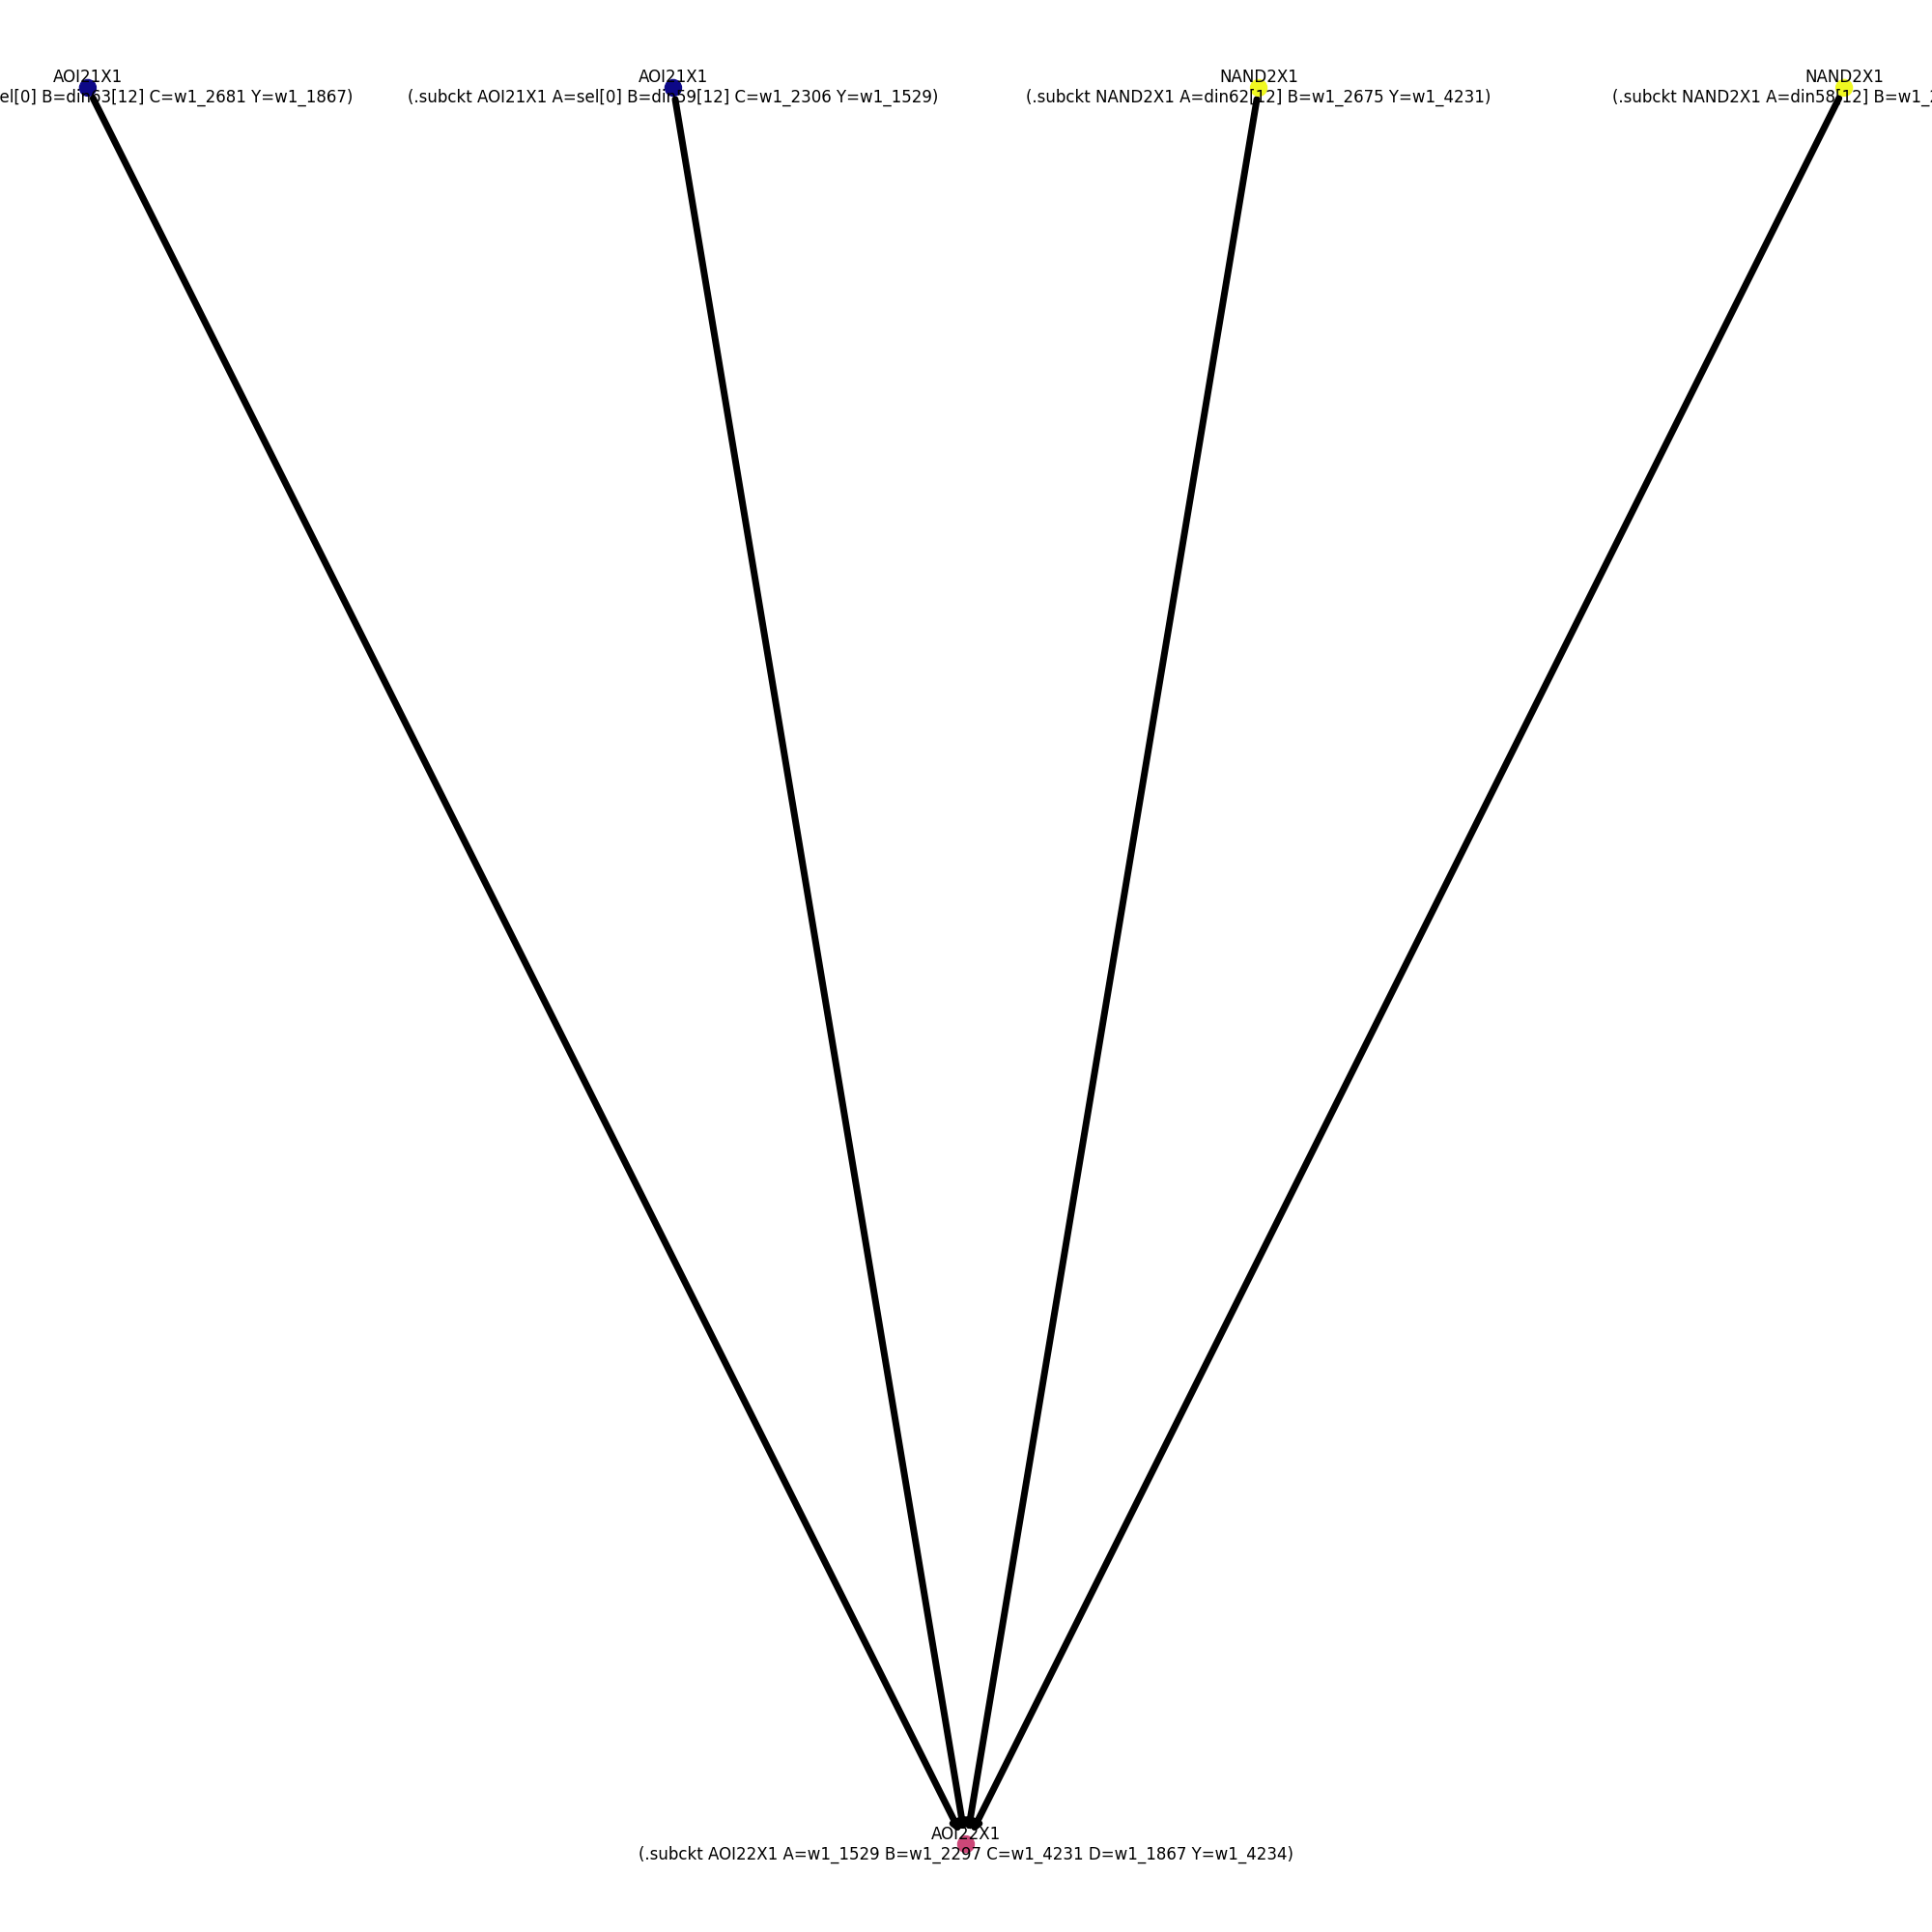 AOI21X1
el[0] B=din63[12] C=w1_2681 Y=w1_1867)
AOI21X1
(.subckt AOI21X1 A=sel[0] B=din59[12] C=w1_2306 Y=w1_1529)
NAND2X1
(.subckt NAND2X1 A=din62[12] B=w1_2675 Y=w1_4231)
NAND2X1
(.subckt NAND2X1 A=din58[12] B=w1_
AOI22X1
(.subckt AOI22X1 A=w1_1529 B=w1_2297 C=w1_4231 D=w1_1867 Y=w1_4234)